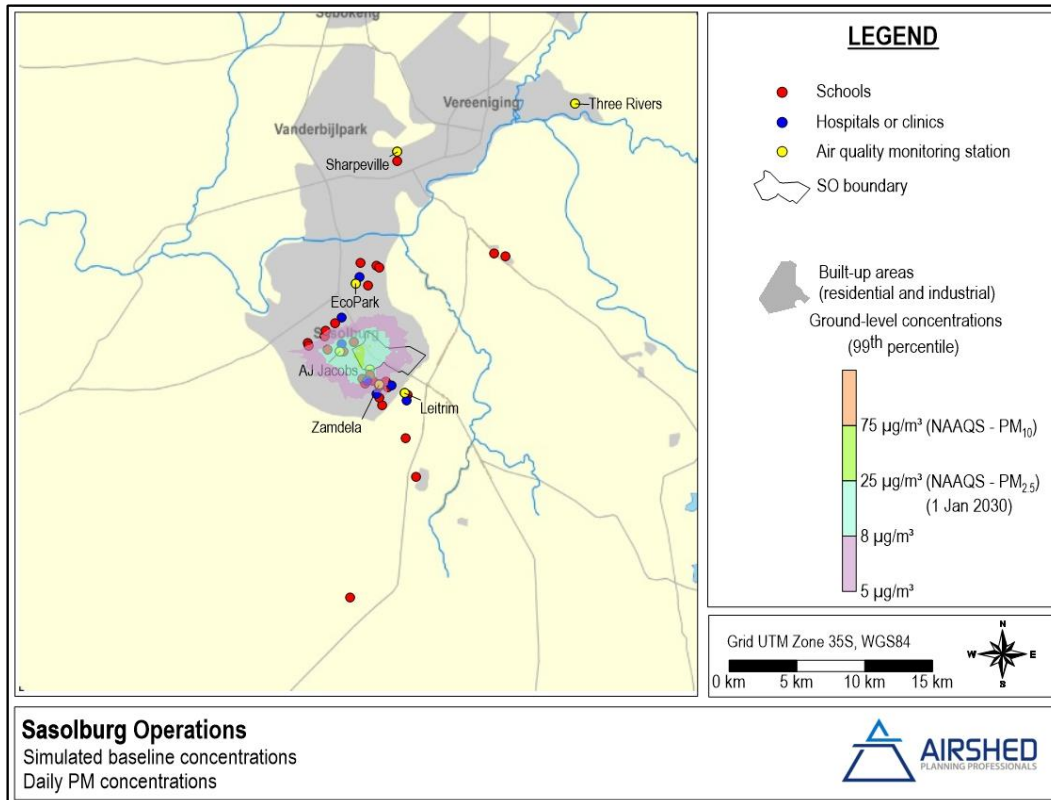 Sebokeng
Vereeniging
Three Rivers
Vanderbijlpark
Sharpeville
EcoPark
Sasolburg
AJ Jacobs
Leitrim
Zamdela
LEGEND
Schools
Hospitals or clinics
Air quality monitoring station
SO boundary
Built-up areas
(residential and industrial)
Ground-level concentrations
(99th percentile)
75 µg/m³ (NAAQS - PM10)
25 µg/m³ (NAAQS - PM2.5)
(1 Jan 2030)
8 µg/m³
5 µg/m³
Grid UTM Zone 35S, WGS84
0 km 5 km 10 km 15 km
N
W E
S
Sasolburg Operations
Simulated baseline concentrations
Daily PM concentrations
AIRSHED
PLANNING PROFESSIONALS